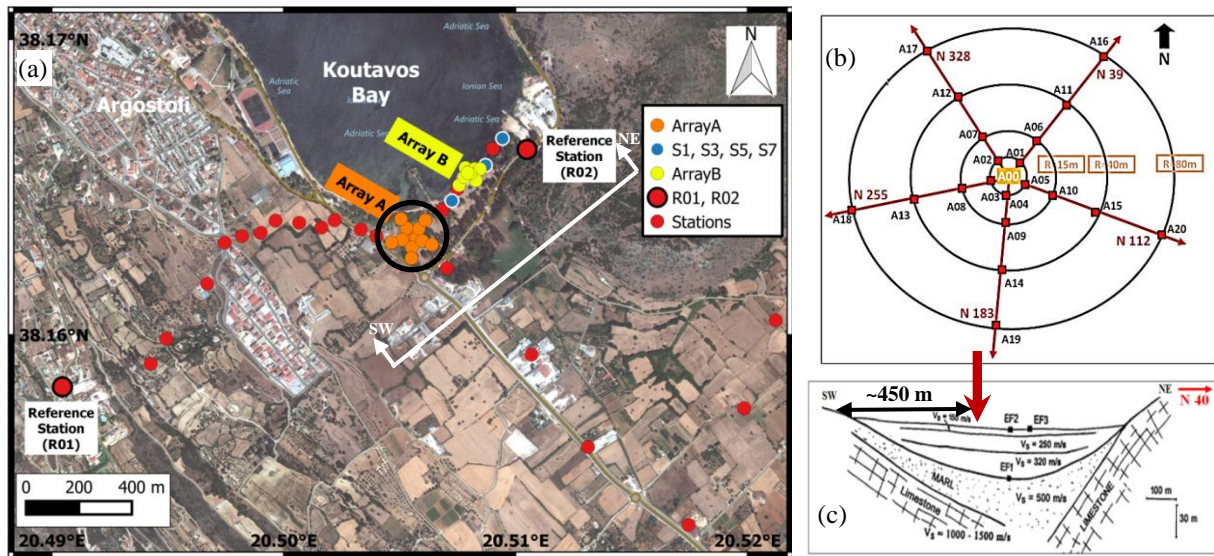 38.17°N
(a)
Adriatic Sea
Adriatic Sea
N
Koutavos
Bay
Argostoli
Adriatic
Sea
Ionian Sea
Adriatic Sea
Adriatic Sea
Array B
Array A
Reference
Station
(R02)
NE
ArrayA
S1, S3, S5, S7
ArrayB
R01, R02
Stations
SW
38.16°N
Reference
Station
(R01)
0 200 400 m
20.49°E
20.50°E
20.51°E
20.52°E
(b)
A17
A16
N
N 328
N 39
A12
A11
A07
A06
A02
A01
R=15m
R=40m
R=80m
A00
A05
A10
A03
A04
A08
A15
N 255
A13
A18
A09
A20
N 112
A14
N 183
A19
SW
~450 m
NE
N 40
Vs = 150 m/s
EF2
EF3
Vs = 250 m/s
Vs = 320 m/s
EF1
MARL
Vs = 500 m/s
Limestone
LIMESTONE
Vs = 1000 - 1500 m/s
100 m
30 m
(c)